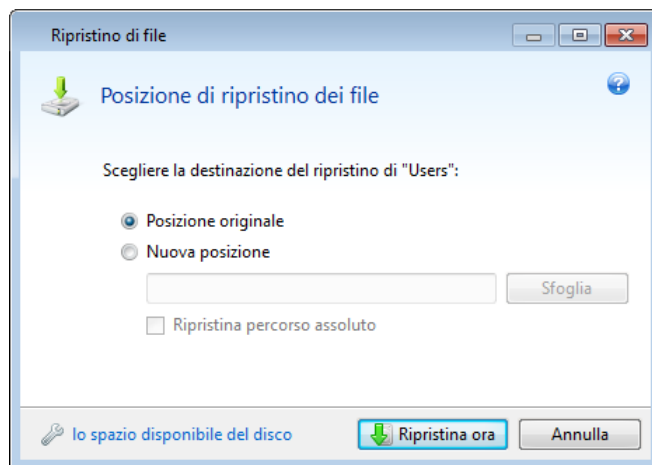 Ripristino di file
Posizione di ripristino dei file
Scegliere la destinazione del ripristino di "Users":
Posizione originale
Nuova posizione
Sfoglia
Ripristina percorso assoluto
lo spazio disponibile del disco
Ripristina ora
Annulla